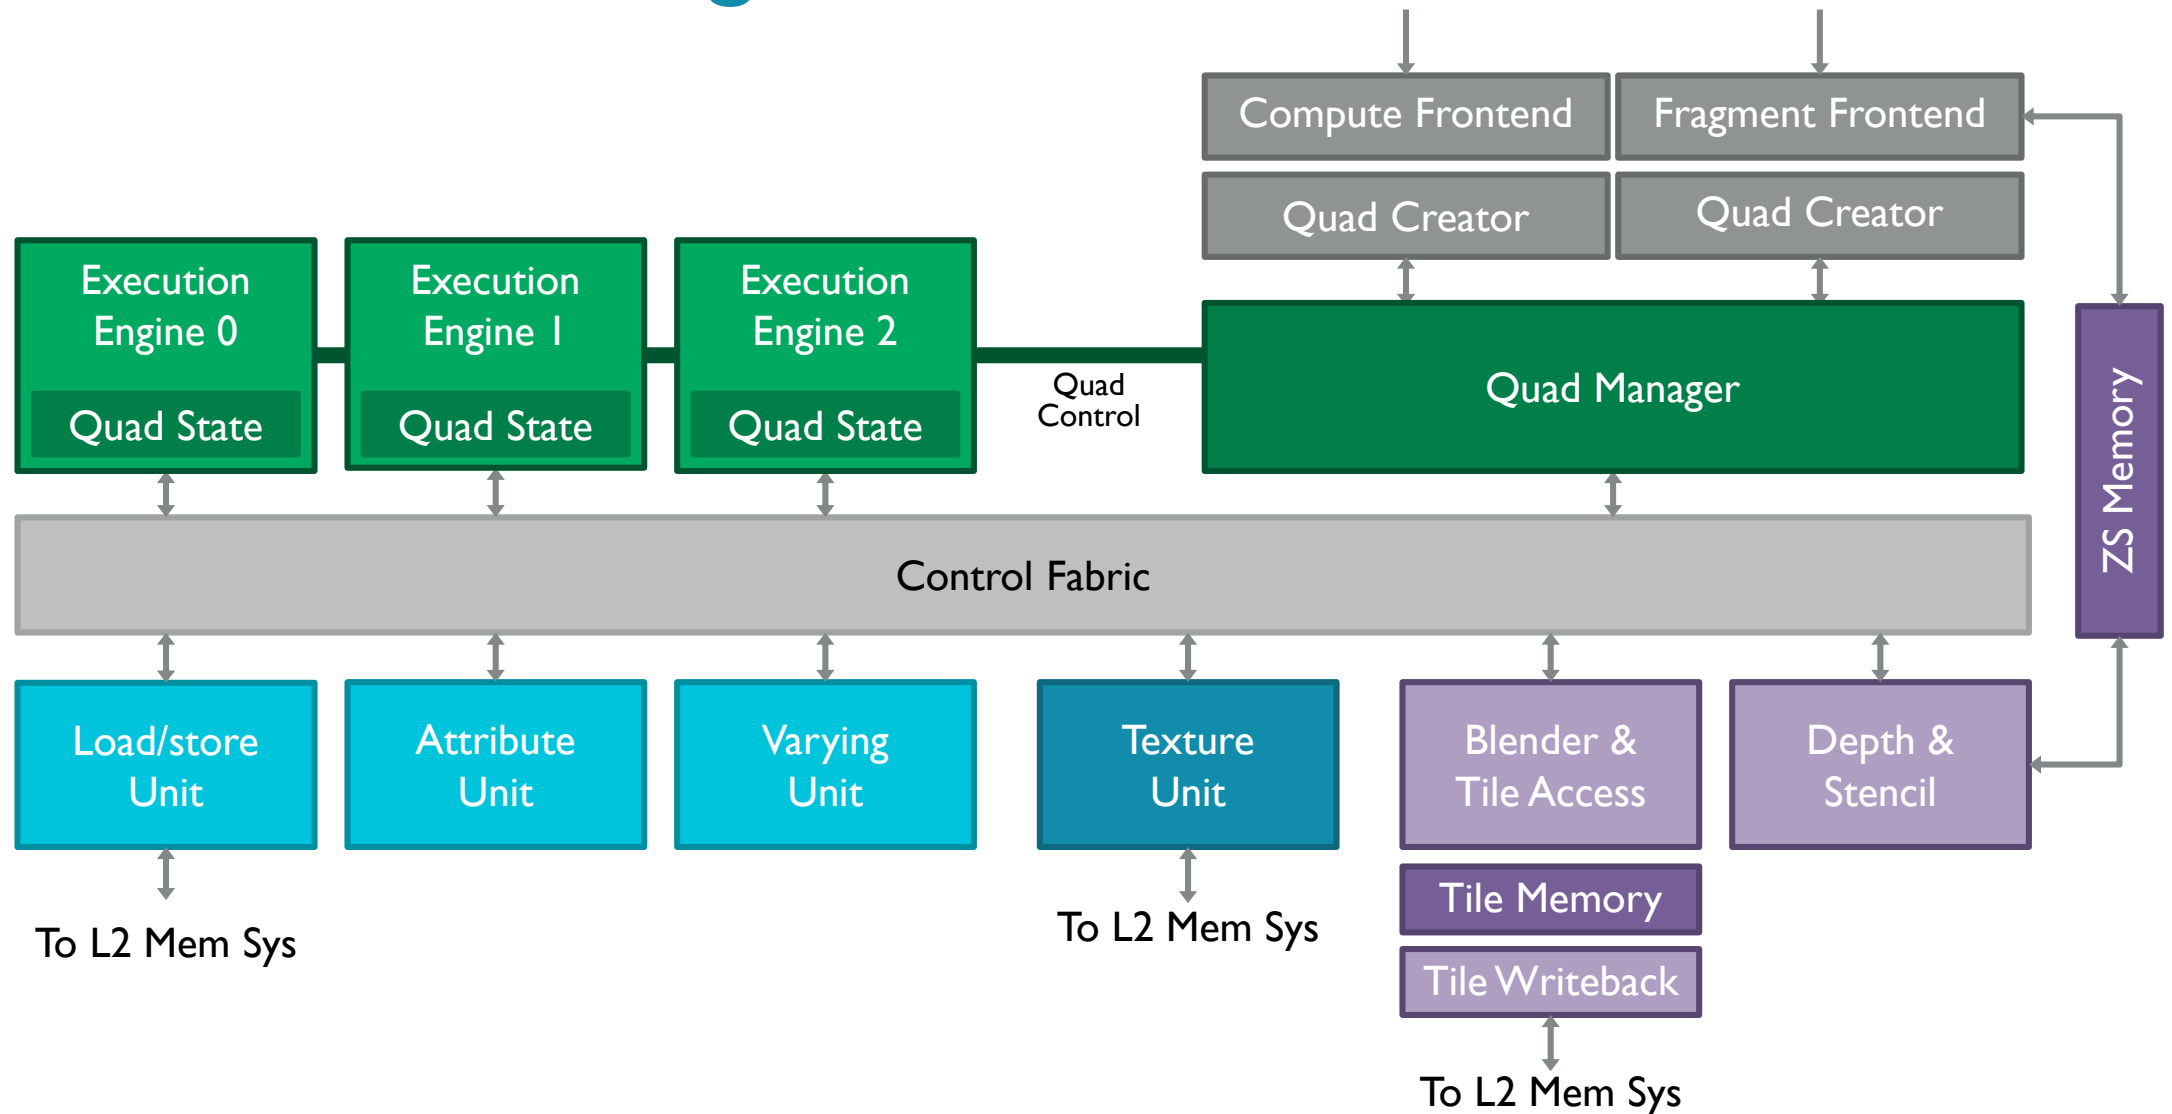 Compute Frontend
Fragment Frontend
Quad Creator
Quad Creator
Execution
Engine 0
Quad State
Execution
Engine 1
Quad State
Execution
Engine 2
Quad State
Quad
Control
Quad Manager
ZS Memory
Control Fabric
Load/store
Unit
Attribute
Unit
Varying
Unit
Texture
Unit
Blender &
Tile Access
Depth &
Stencil
Tile Memory
Tile Writeback
To L2 Mem Sys
To L2 Mem Sys
To L2 Mem Sys